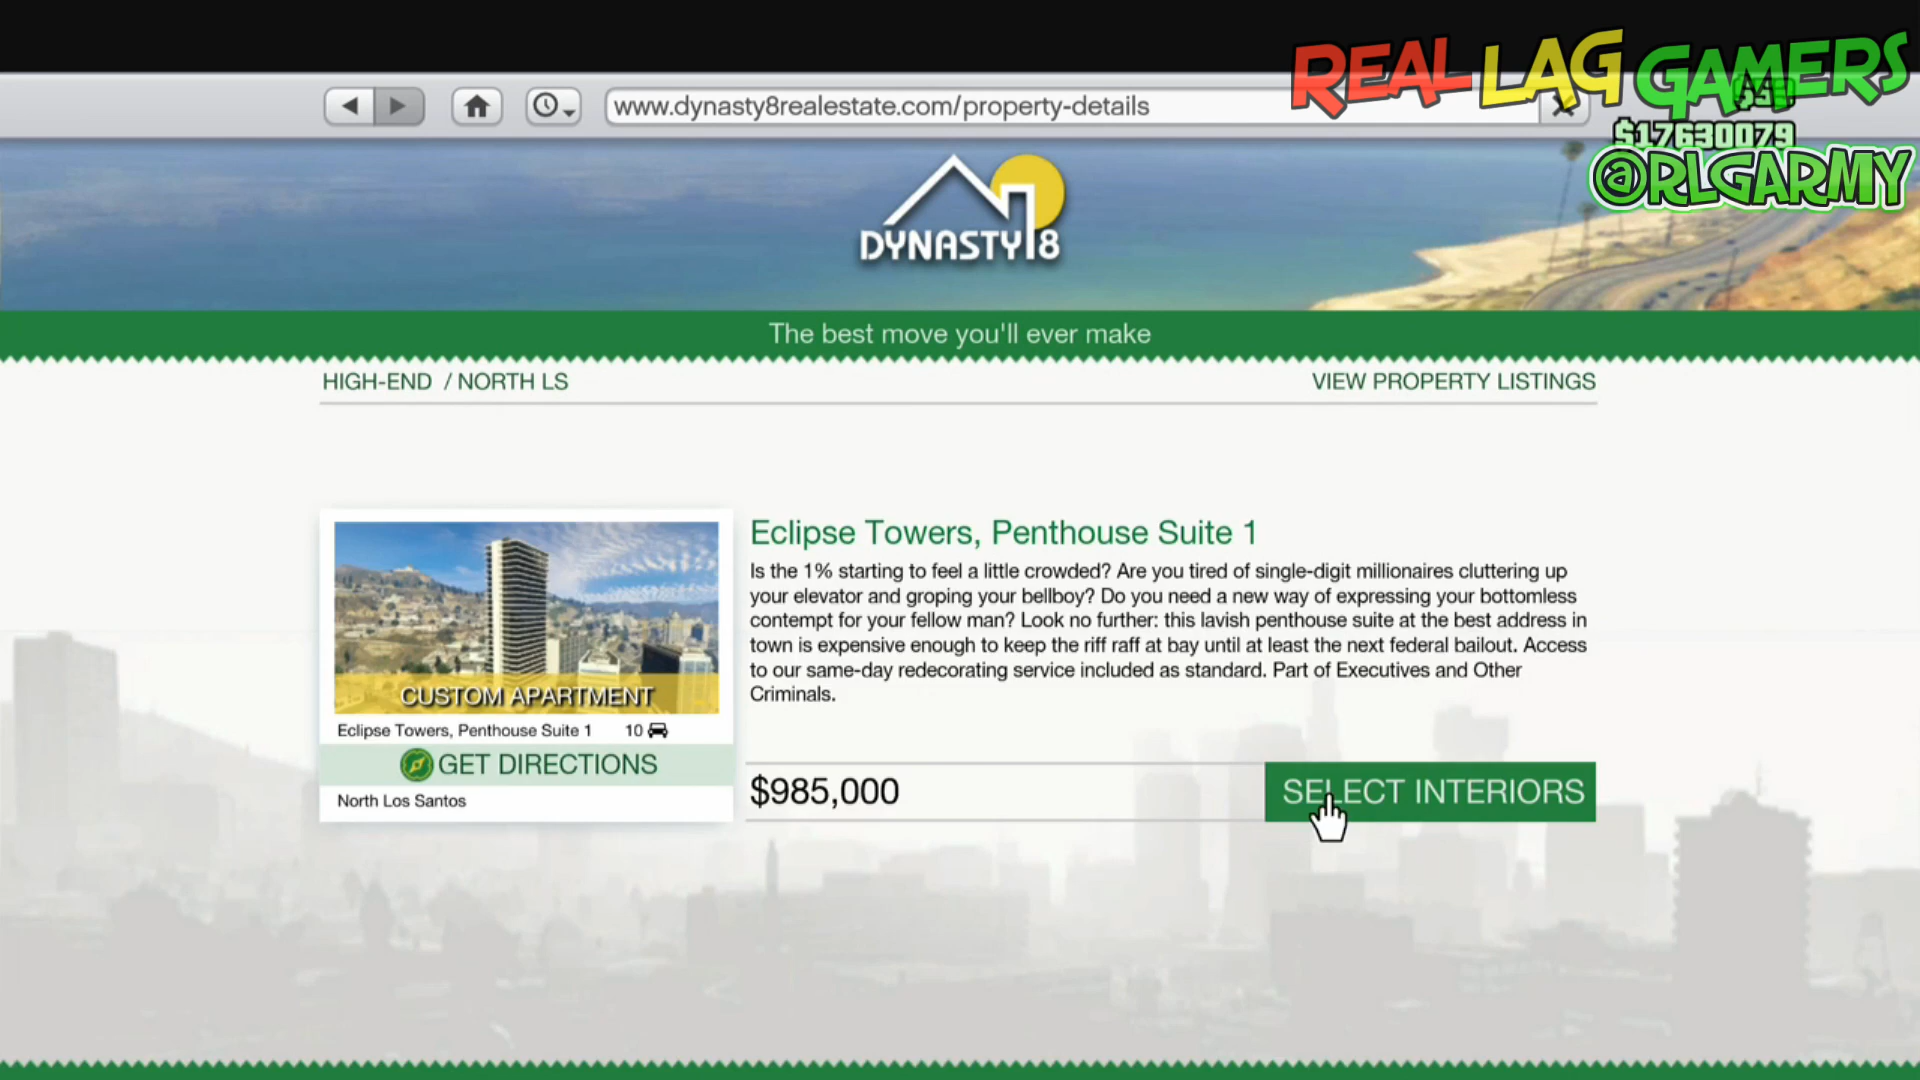 REAL LAG GAMERS
www.dynasty8realestate.com/property-details
$17630079
@RLGARMY
DYNASTY 8
The best move you'll ever make
HIGH-END / NORTH LS
VIEW PROPERTY LISTINGS
Eclipse Towers, Penthouse Suite 1
Is the 1% starting to feel a little crowded? Are you tired of single-digit millionaires cluttering up
your elevator and groping your bellboy? Do you need a new way of expressing your bottomless
contempt for your fellow man? Look no further: this lavish penthouse suite at the best address in
town is expensive enough to keep the riff raff at bay until at least the next federal bailout. Access
to our same-day redecorating service included as standard. Part of Executives and Other
Criminals.
CUSTOM APARTMENT
Eclipse Towers, Penthouse Suite 1 10
GET DIRECTIONS
North Los Santos
$985,000
SELECT INTERIORS